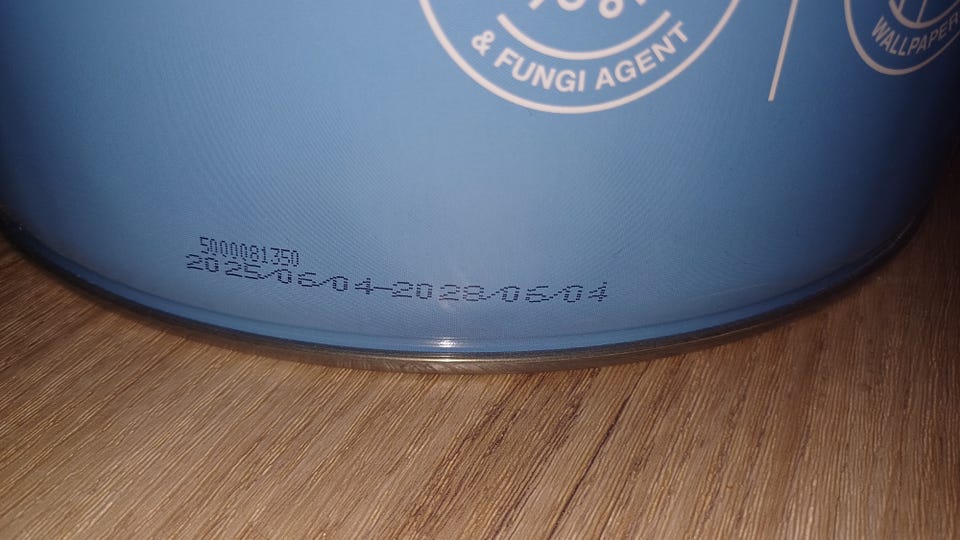 & FUNGI AGENT
WALLPAPER
5000081350
2025/06/04-2028/06/04